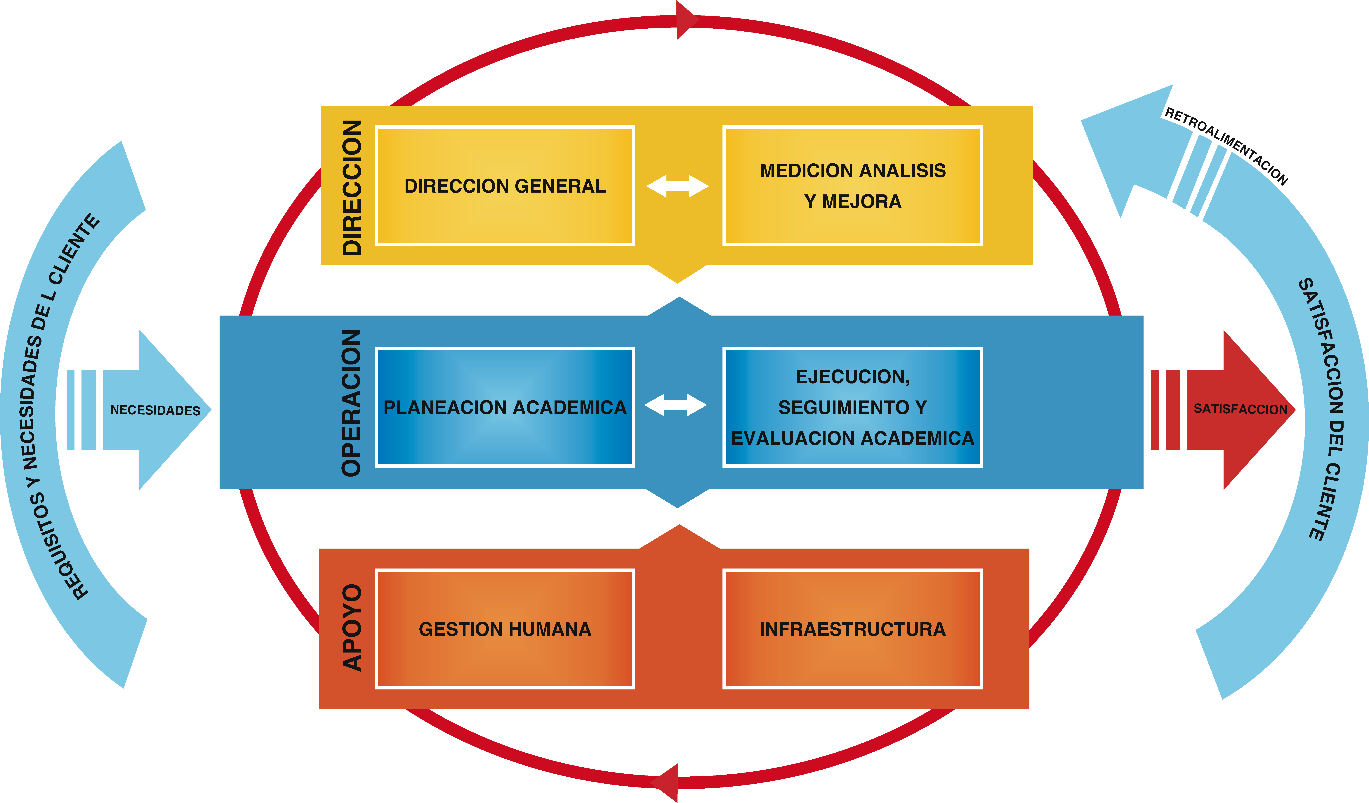 RETROALIMENTACION
DIRECCION
DIRECCION GENERAL
MEDICION ANALISIS
Y MEJORA
REQUISITOS Y NECESIDADES DE L CLIENTE
NECESIDADES
OPERACION
PLANEACION ACADEMICA
EJECUCION,
SEGUIMIENTO Y
EVALUACION ACADEMICA
SATISFACCION
SATISFACCION DEL CLIENTE
APOYO
GESTION HUMANA
INFRAESTRUCTURA